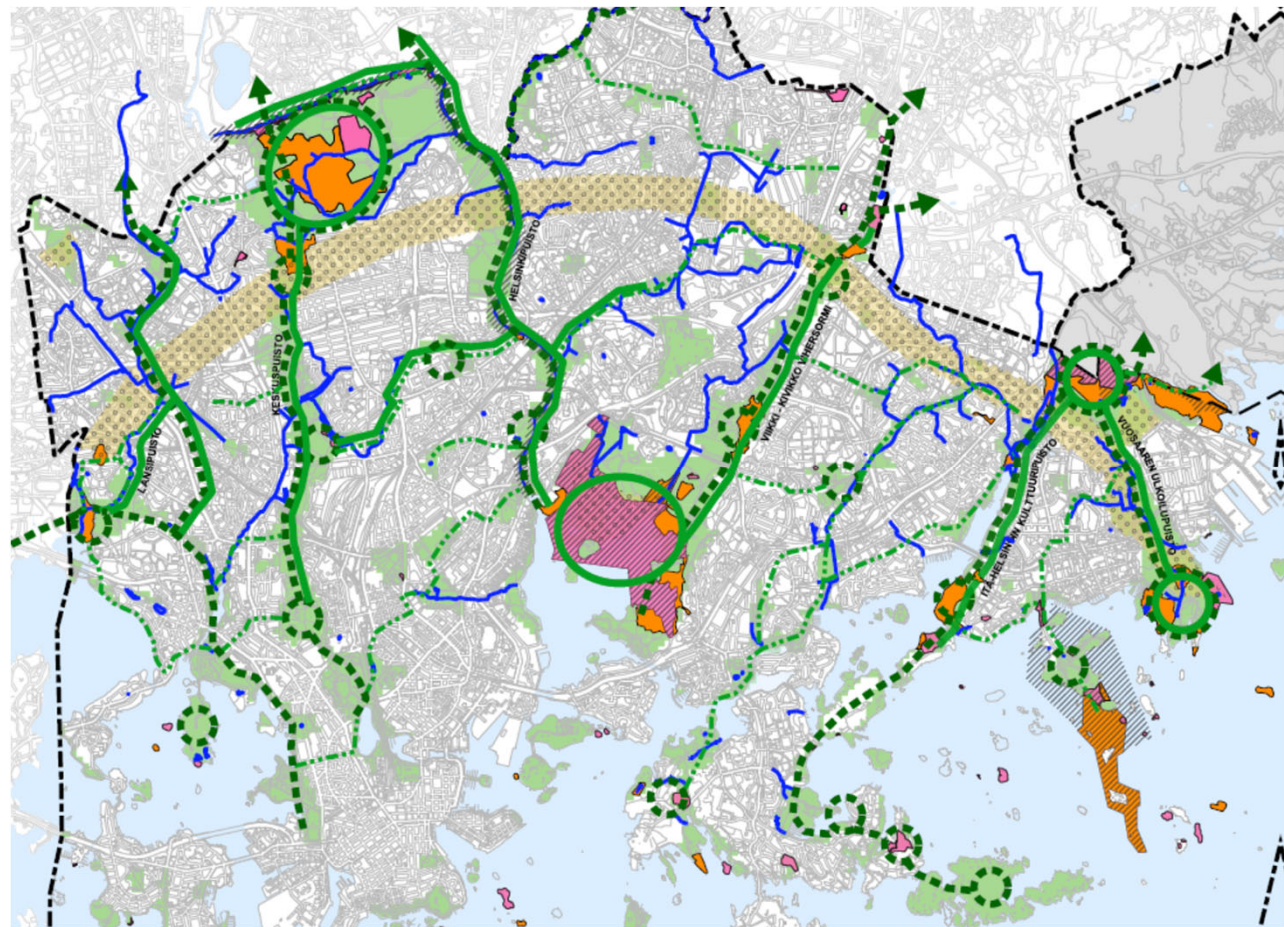 LÄNSIPUISTO
KESKUSPUISTO
HELSINKIPUISTO
VIIKKI - KIVIKKO VIHERSORMI
ITÄ-HELSINGIN KULTTUURIPUISTO
VUOSAAREN ULKOILUPUISTO